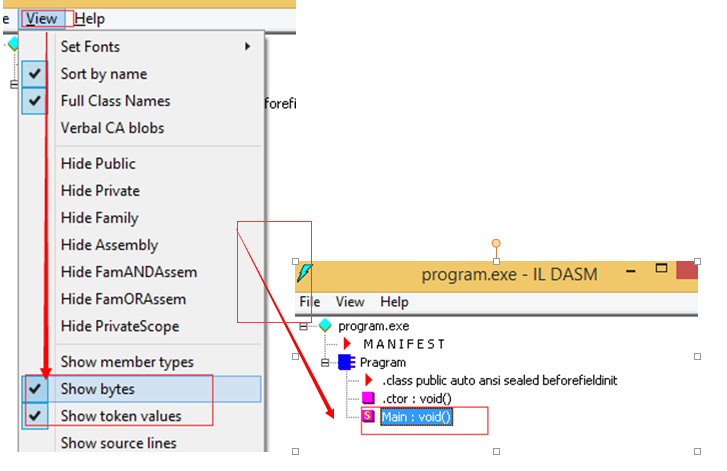 e View Help
Set Fonts
Sort by name
Full Class Names
eforefi
Verbal CA blobs
Hide Public
Hide Private
Hide Family
Hide Assembly
Hide FamANDAssem
Hide FamORAssem
Hide PrivateScope
Show member types
Show bytes
Show token values
Show source lines
program.exe - IL DASM
File View Help
program.exe
M A N I F E S T
Pragram
.class public auto ansi sealed beforefieldinit
.ctor : void()
S Main : void()